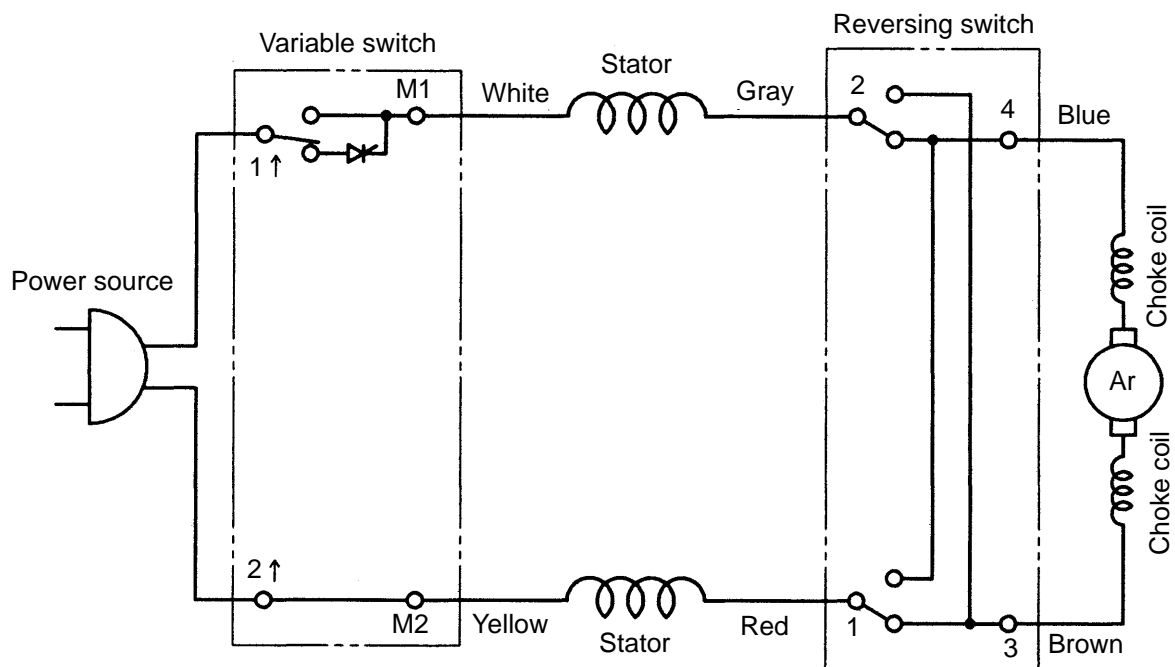 Reversing switch
Variable switch
Stator
M1
White
Gray
2
4
Blue
1↑
Choke coil
Power source
Ar
Choke coil
2↑
M2
Yellow
Stator
Red
1
3
Brown